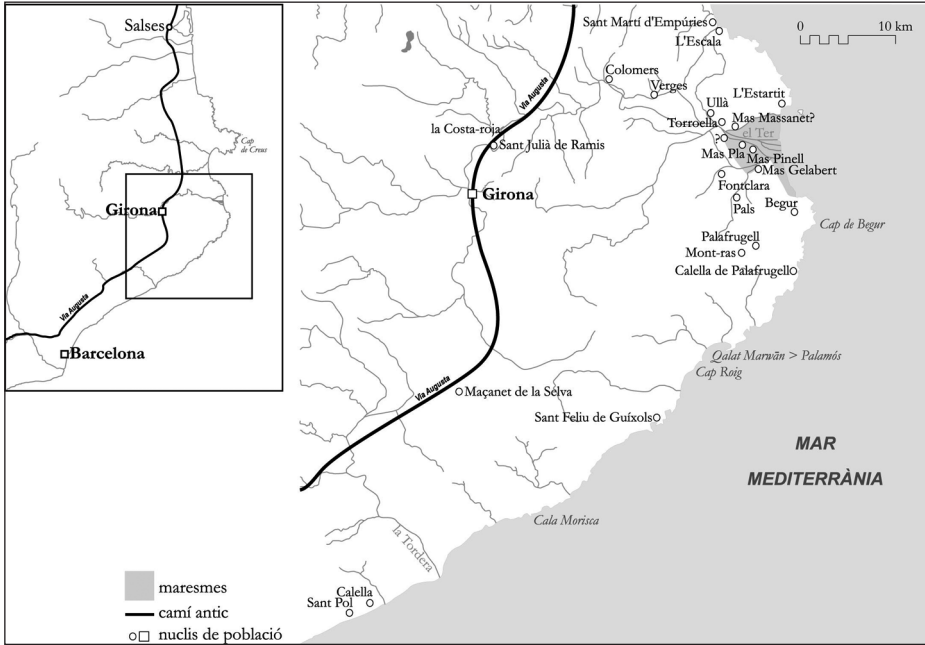 Salses
Cap
de Creus
Girona
Via Augusta
Barcelona
Sant Martí d'Empúries
L'Escala
0 10 km
Colomers
Verges
Via Augusta
L'Estartit
Ullà
Mas Massanet?
la Costa-roja
Torroella
el Ter
Sant Julià de Ramis
?
Mas Pla
Mas Pinell
Mas Gelabert
Fontclara
Girona
Pals
Begur
Cap de Begur
Palafrugell
Mont-ras
Calella de Palafrugell
Qalat Marwān > Palamós
Cap Roig
Via Augusta
Maçanet de la Selva
Sant Feliu de Guíxols
MAR
MEDITERRÀNIA
Cala Morisca
la Tordera
maresmes
camí antic
nuclis de població
Calella
Sant Pol